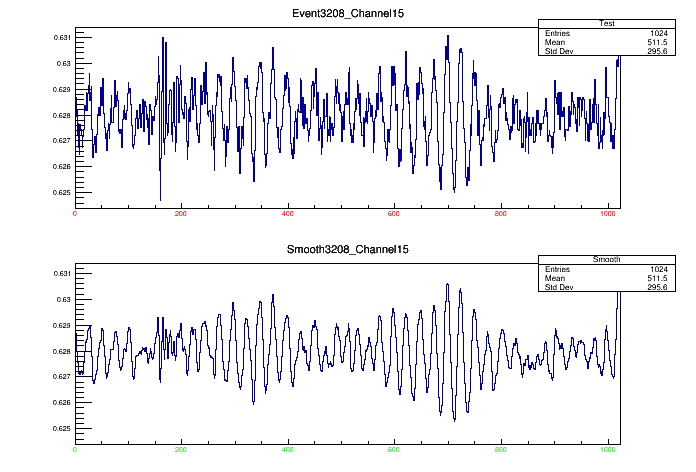 Event3208_Channel15
Test
Entries 1024
Mean 511.5
Std Dev 295.6
0.631
0.63
0.629
0.628
0.627
0.626
0.625
0 200 400 600 800 1000
Smooth3208_Channel15
Smooth
Entries 1024
Mean 511.5
Std Dev 295.6
0.631
0.63
0.629
0.628
0.627
0.626
0.625
0 200 400 600 800 1000